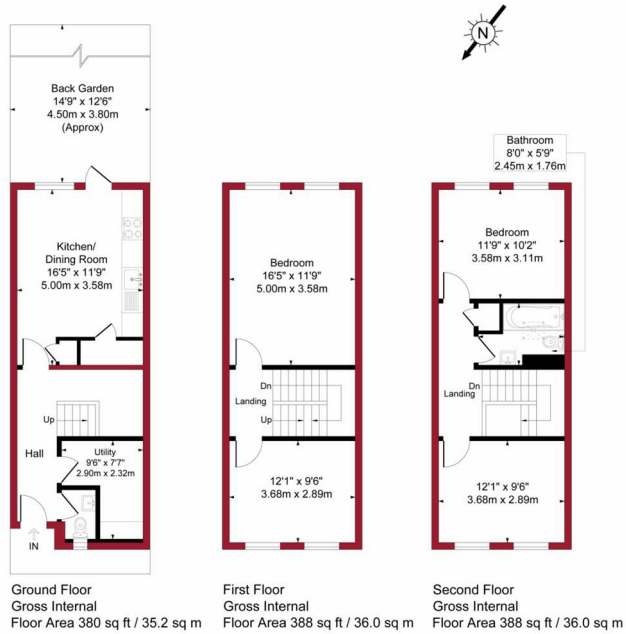 N
Back Garden
14'9" x 12'6"
4.50m x 3.80m
(Approx)
Kitchen/
Dining Room
16'5" x 11'9"
5.00m x 3.58m
Up
Hall
Utility
9'6" x 7'7"
2.90m x 2.32m
IN
Ground Floor
Gross Internal
Floor Area 380 sq ft / 35.2 sq m
Bedroom
16'5" x 11'9"
5.00m x 3.58m
Dn
Landing
Up
12'1" x 9'6"
3.68m x 2.89m
First Floor
Gross Internal
Floor Area 388 sq ft / 36.0 sq m
Bathroom
8'0" x 5'9"
2.45m x 1.76m
Bedroom
11'9" x 10'2"
3.58m x 3.11m
Dn
Landing
12'1" x 9'6"
3.68m x 2.89m
Second Floor
Gross Internal
Floor Area 388 sq ft / 36.0 sq m